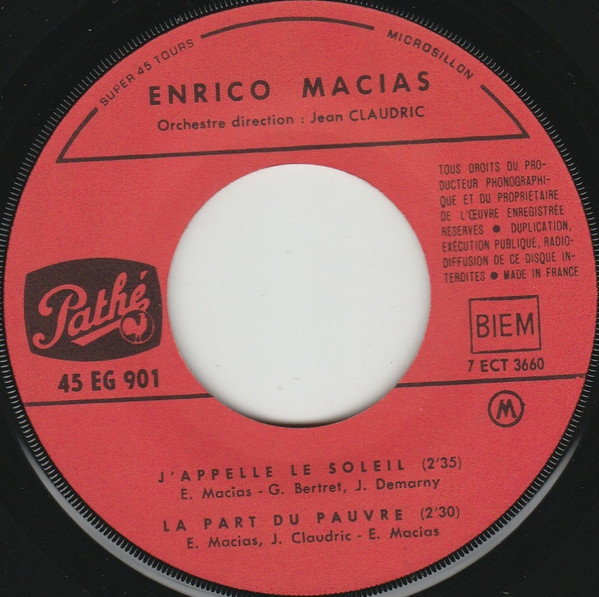 SUPER 45 TOURS
MICROSILLON
ENRICO MACIAS
Orchestre direction : Jean CLAUDRIC
TOUS DROITS DU PRO-
DUCTEUR PHONOGRAPHI-
QUE ET DU PROPRIETAIRE
DE L'ŒUVRE ENREGISTRÉE
RÉSERVÉS ● DUPLICATION,
EXÉCUTION PUBLIQUE, RADIO-
DIFFUSION DE CE DISQUE IN-
TERDITES ● MADE IN FRANCE
Pathé
45 EG 901
BIEM
7 ECT 3660
M
J'APPELLE LE SOLEIL (2'35)
E. Macias - G. Bertret, J. Demarny
LA PART DU PAUVRE (2'30)
E. Macias, J. Claudric - E. Macias